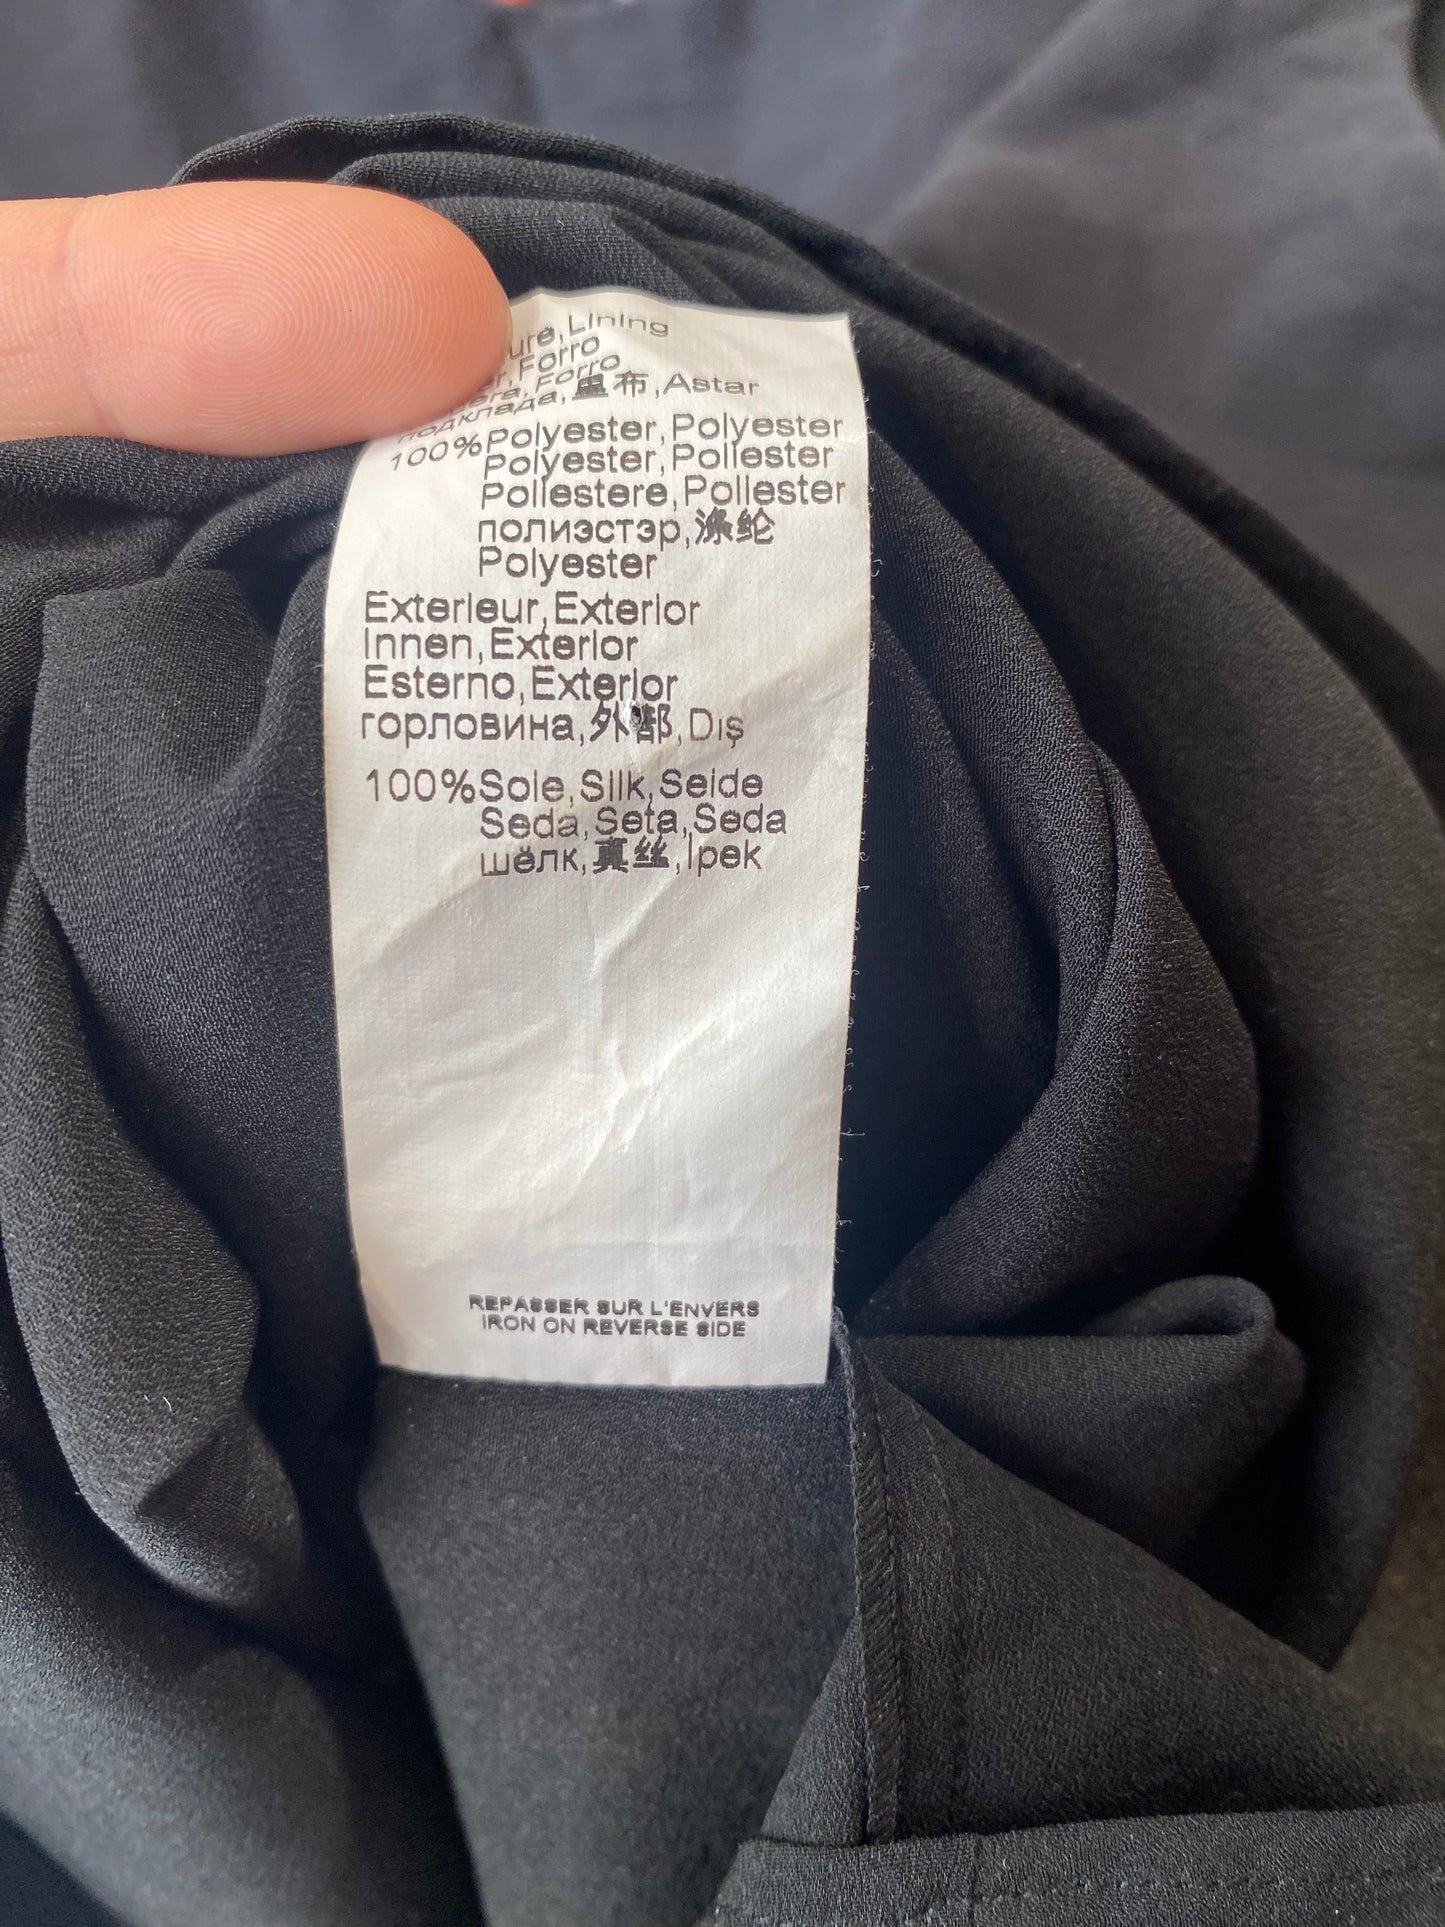 Lining
Forro
Forro
подклада,里布,Astar
100%Polyester,Polyester
Polyester,Poliester
Poliestere,Poliester
полиэстэр,涤纶
Polyester
Exterieur,Exterior
Innen,Exterior
Esterno,Exterior
горловина,外部,Dış
100%Soie,Silk,Seide
Seda,Seta,Seda
шёлк,真丝,Ipek
REPASSER SUR L'ENVERS
IRON ON REVERSE SIDE